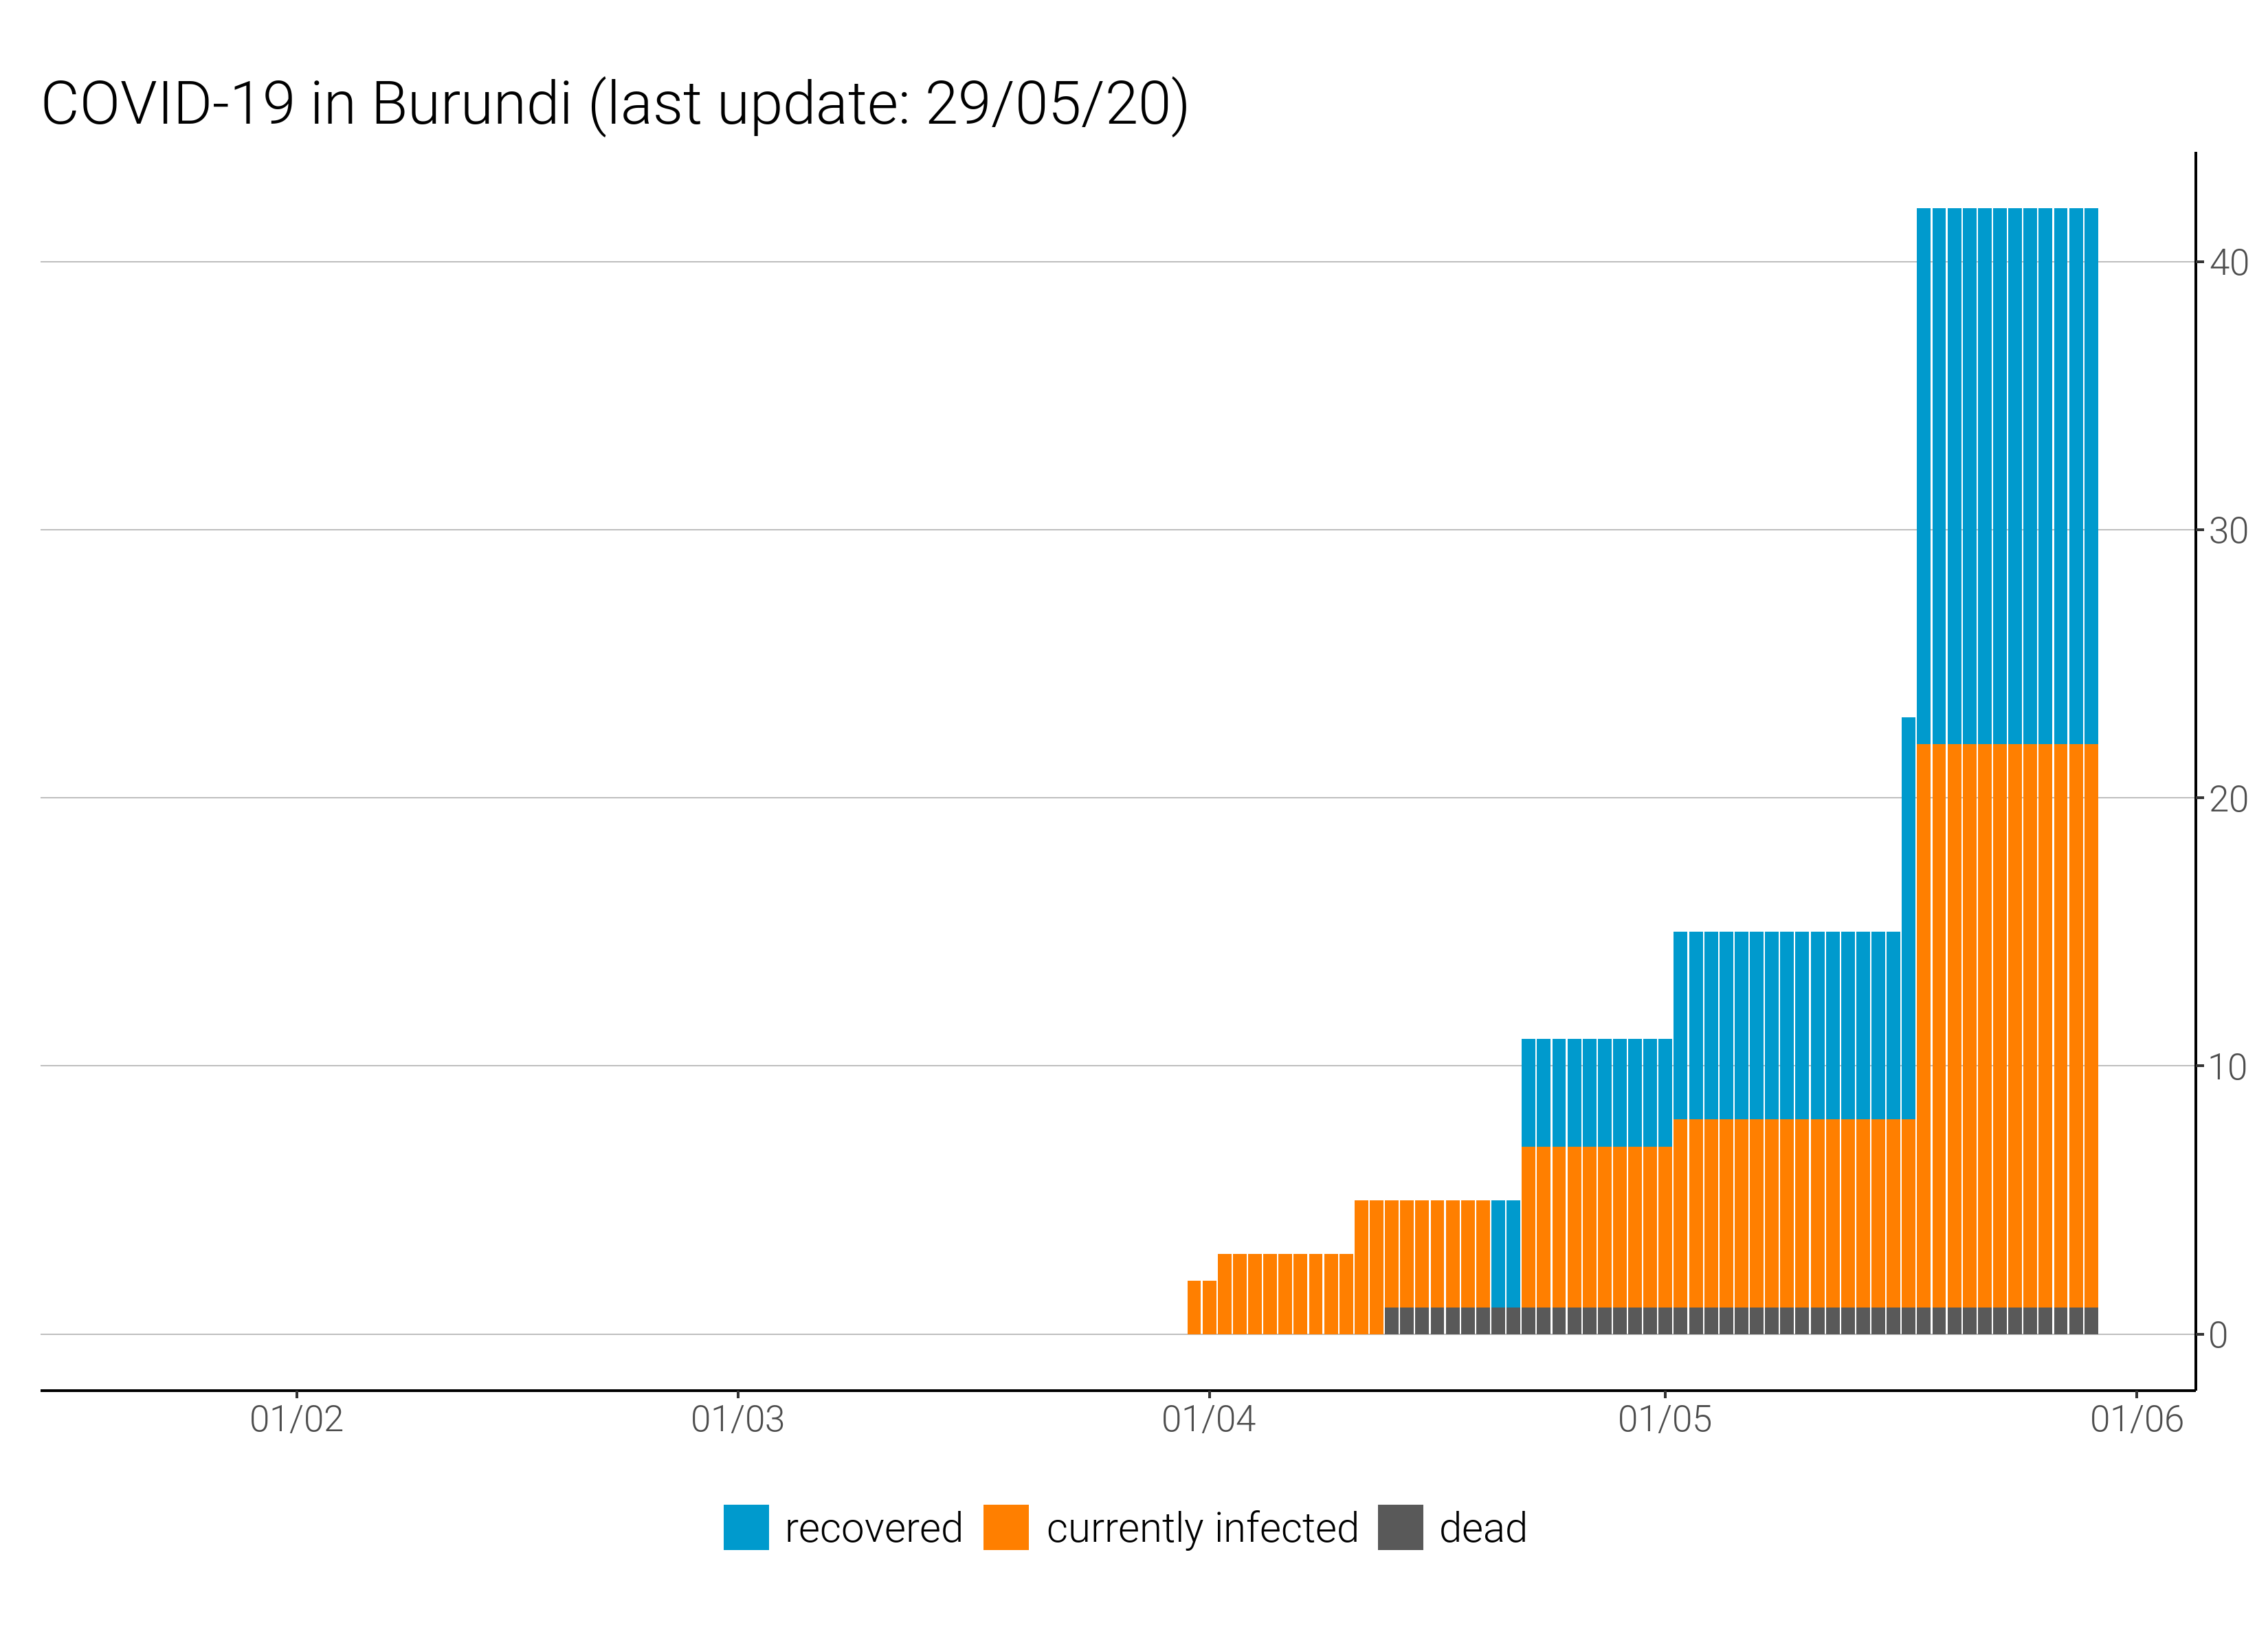 COVID-19 in Burundi (last update: 29/05/20)
40
30
20
10
0
01/02 01/03 01/04 01/05 01/06
recovered currently infected dead